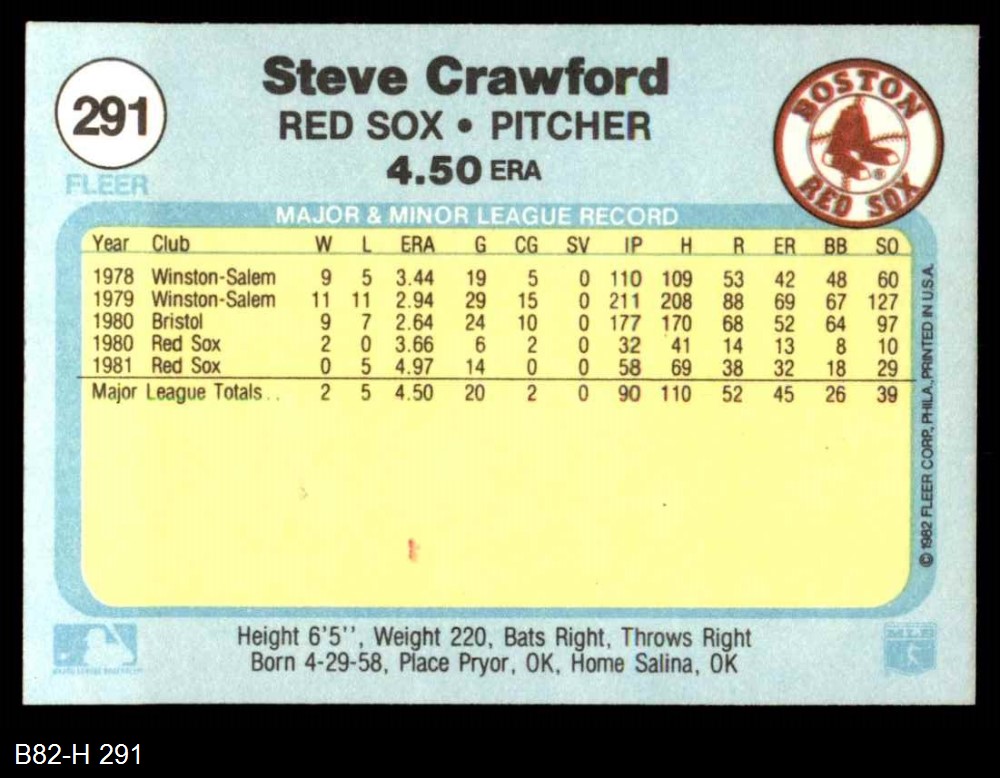 291
FLEER
Steve Crawford
RED SOX • PITCHER
4.50 ERA
BOSTON
RED SOX
®
MAJOR & MINOR LEAGUE RECORD
Year Club W L ERA G CG SV IP H R ER BB SO
1978 Winston-Salem 9 5 3.44 19 5 0 110 109 53 42 48 60
1979 Winston-Salem 11 11 2.94 29 15 0 211 208 88 69 67 127
1980 Bristol 9 7 2.64 24 10 0 177 170 68 52 64 97
1980 Red Sox 2 0 3.66 6 2 0 32 41 14 13 8 10
1981 Red Sox 0 5 4.97 14 0 0 58 69 38 32 18 29
Major League Totals . . 2 5 4.50 20 2 0 90 110 52 45 26 39
© 1982 FLEER CORP., PHILA., PRINTED IN U.S.A.
Height 6'5'', Weight 220, Bats Right, Throws Right
Born 4-29-58, Place Pryor, OK, Home Salina, OK
MAJOR LEAGUE BASEBALL
MLB
B82-H 291